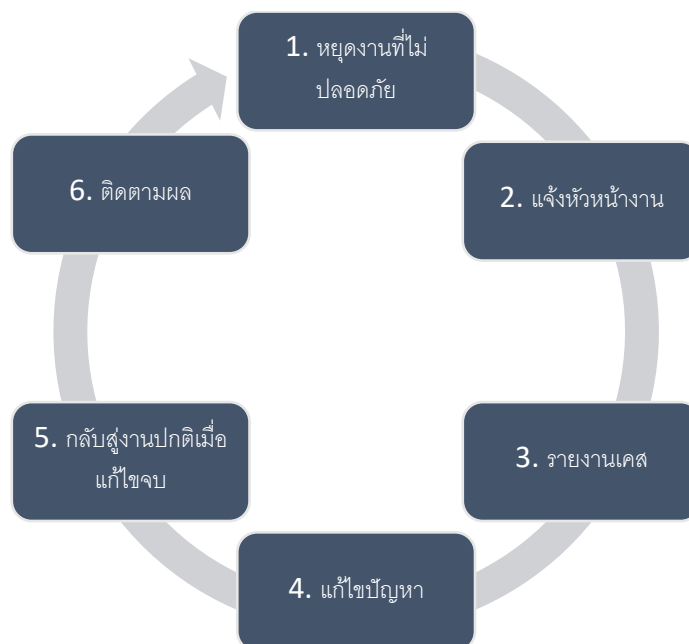 1. หยุดงานที่ไม่
ปลอดภัย
2. แจ้งหัวหน้างาน
3. รายงานเคส
4. แก้ไขปัญหา
5. กลับสู่งานปกติเมื่อ
แก้ไขจบ
6. ติดตามผล